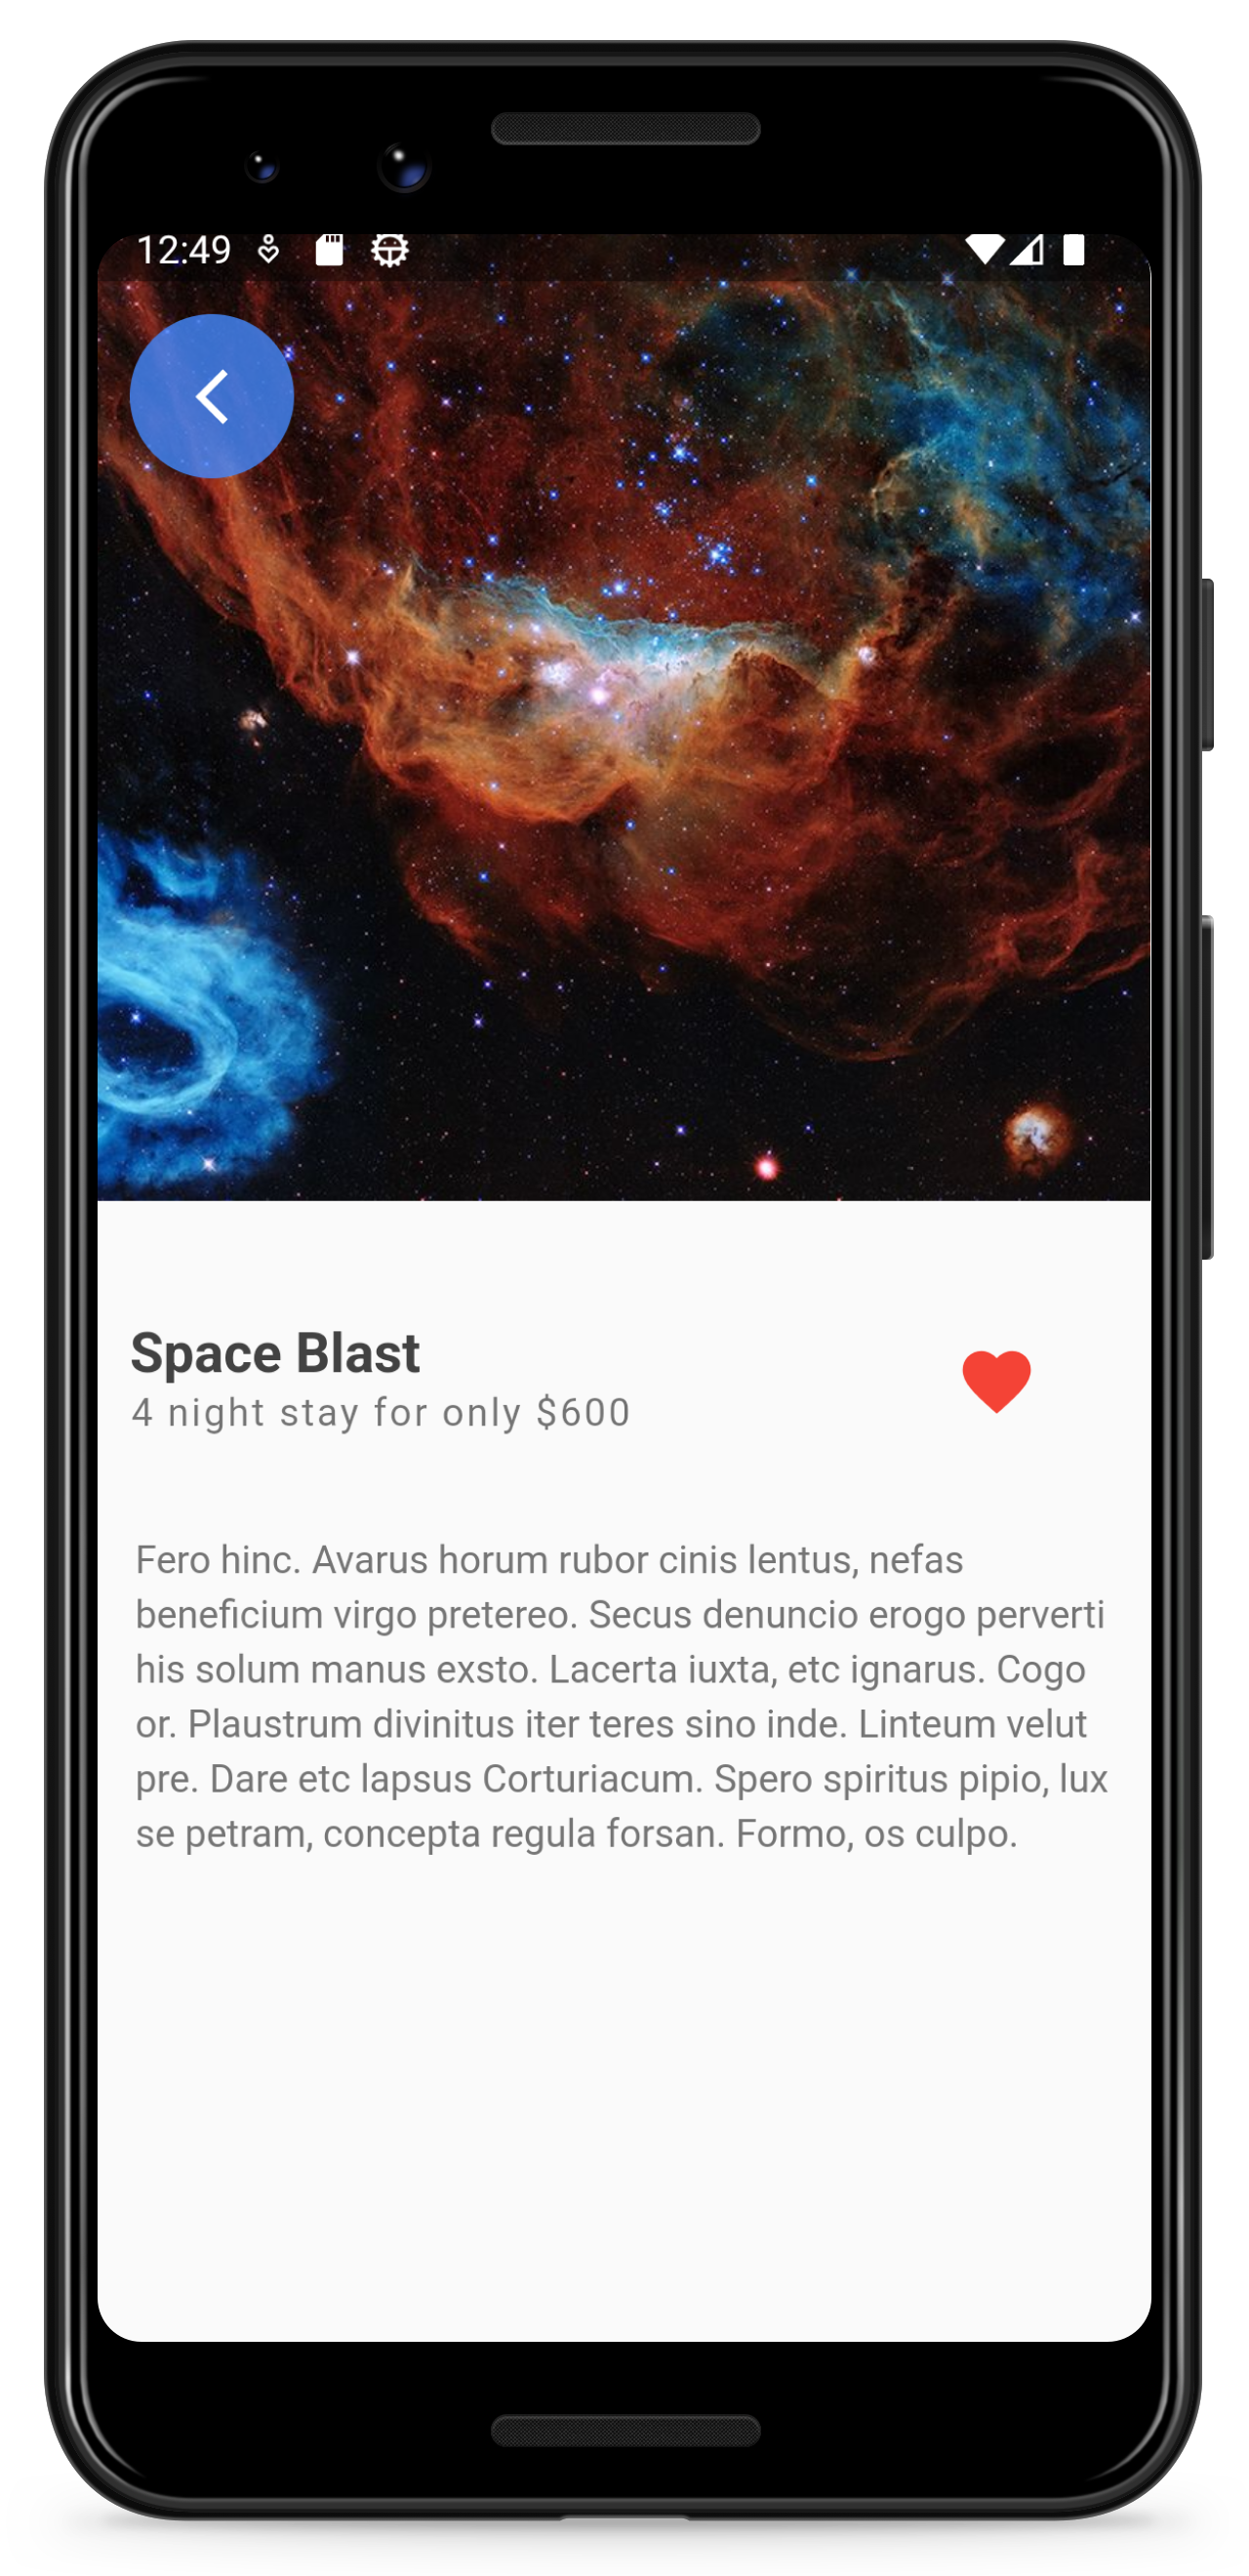 12:49
Space Blast
4 night stay for only $600
Fero hinc. Avarus horum rubor cinis lentus, nefas
beneficium virgo pretereo. Secus denuncio erogo perverti
his solum manus exsto. Lacerta iuxta, etc ignarus. Cogo
or. Plaustrum divinitus iter teres sino inde. Linteum velut
pre. Dare etc lapsus Corturiacum. Spero spiritus pipio, lux
se petram, concepta regula forsan. Formo, os culpo.